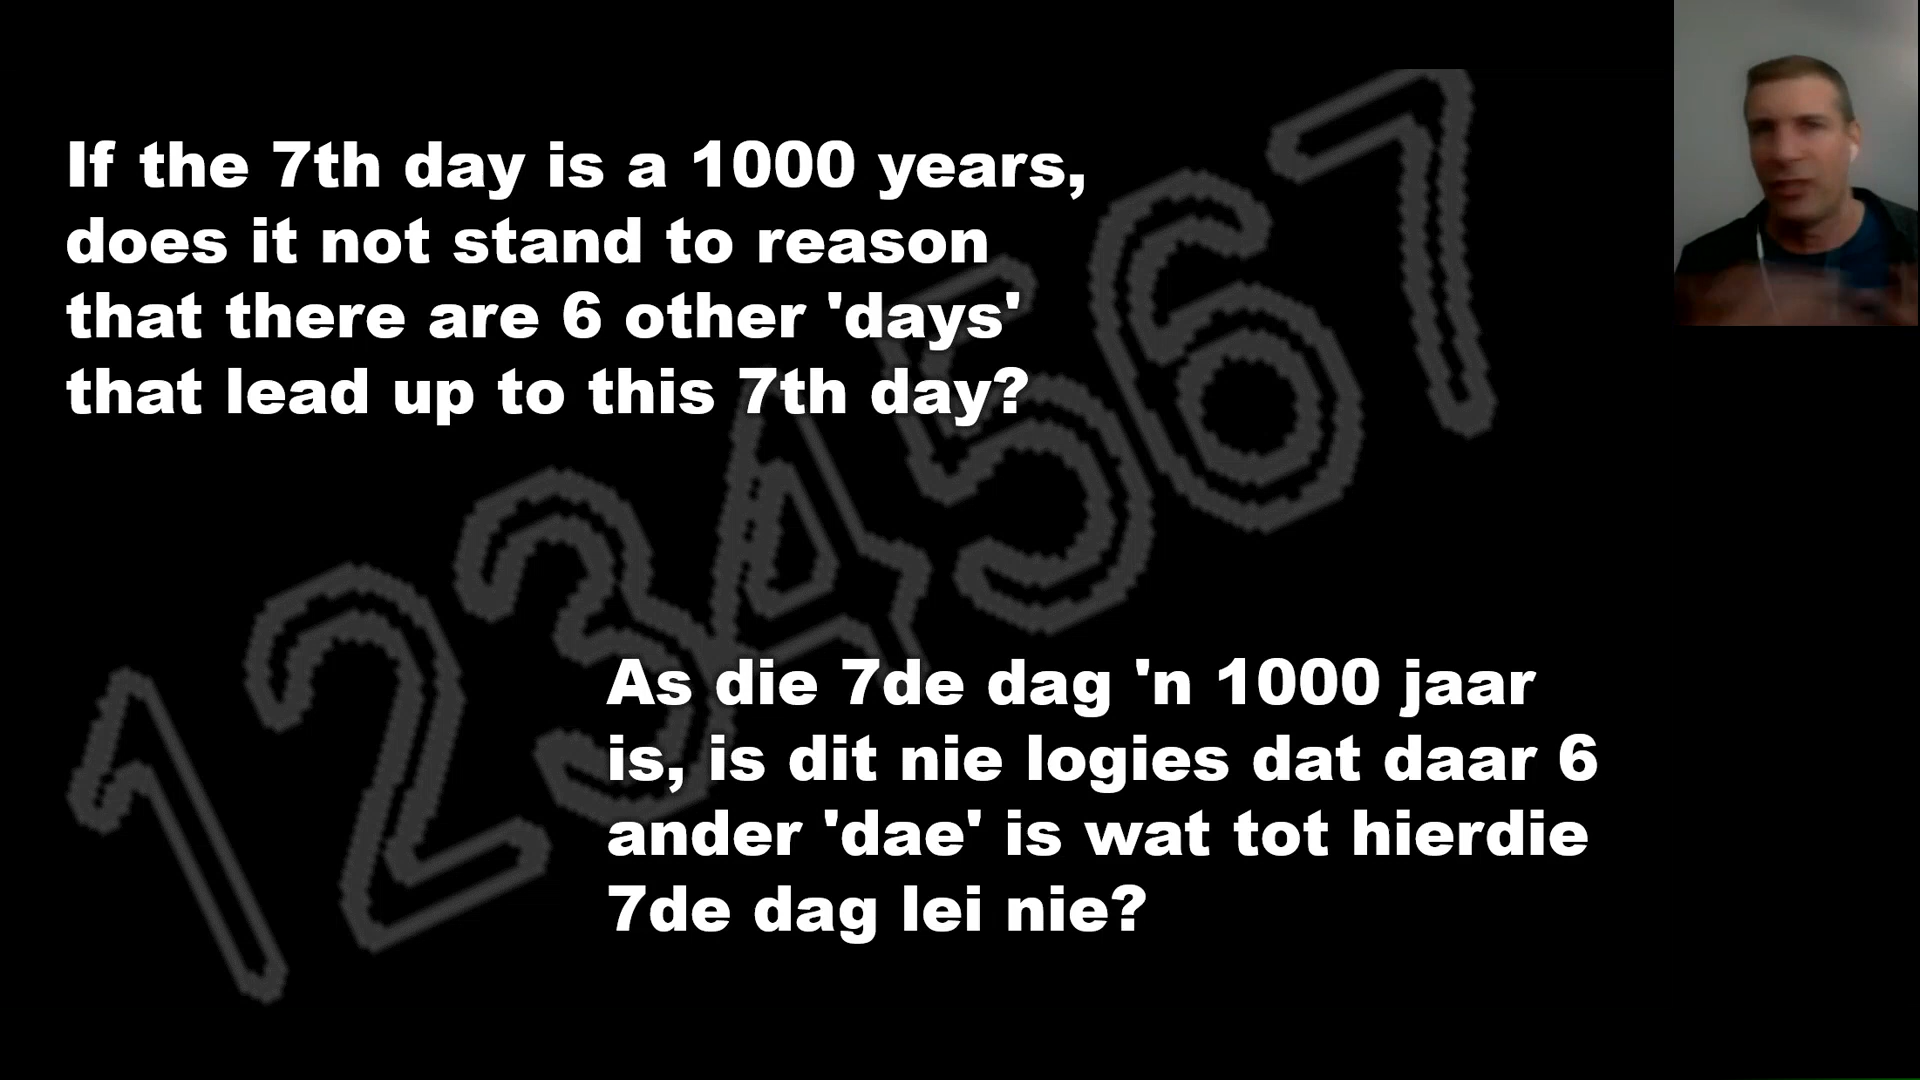 If the 7th day is a 1000 years,
does it not stand to reason
that there are 6 other 'days'
that lead up to this 7th day?
1234567
As die 7de dag 'n 1000 jaar
is, is dit nie logies dat daar 6
ander 'dae' is wat tot hierdie
7de dag lei nie?